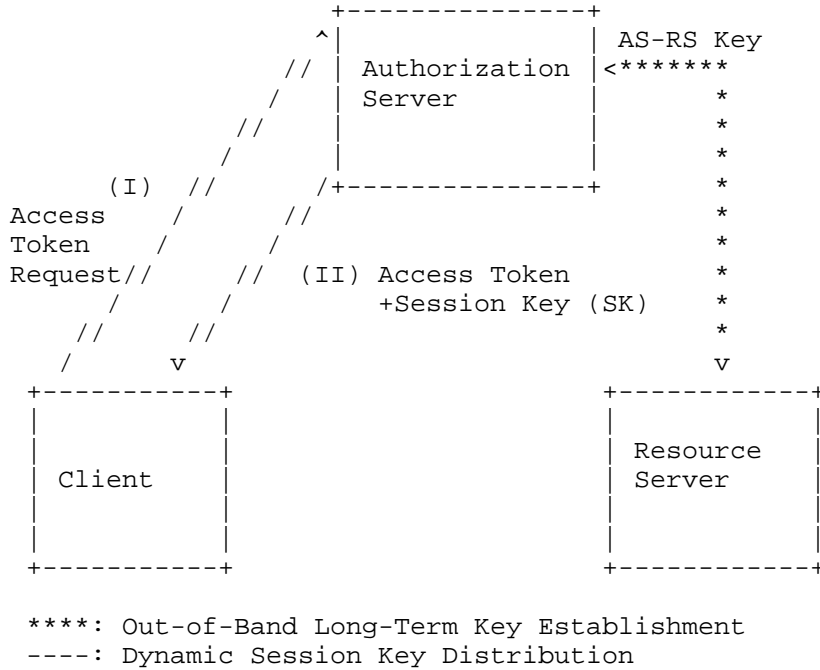 AS-RS Key
Authorization
Server
(I)
Access
Token
Request
(II) Access Token
+Session Key (SK)
Client
Resource
Server
****: Out-of-Band Long-Term Key Establishment
----: Dynamic Session Key Distribution